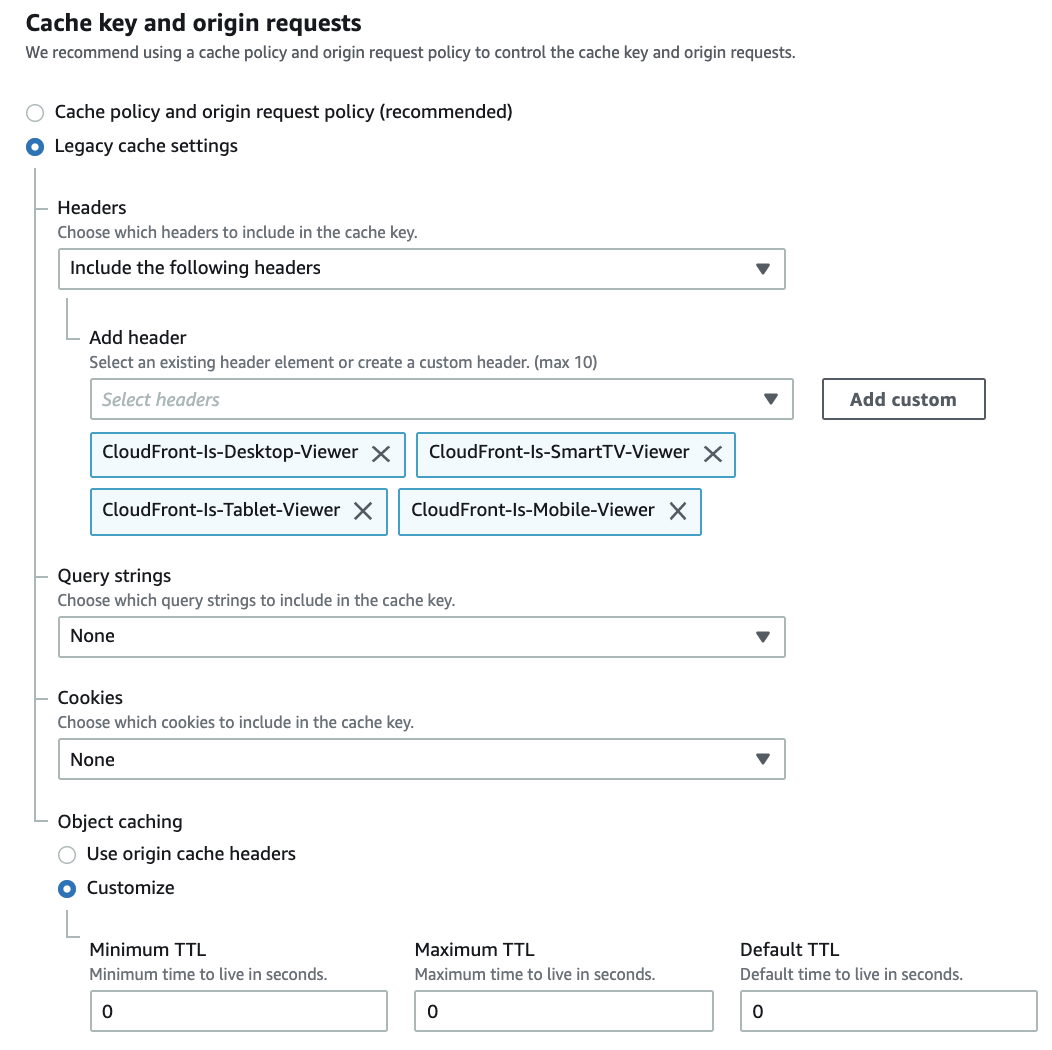 Cache key and origin requests
We recommend using a cache policy and origin request policy to control the cache key and origin requests.
Cache policy and origin request policy (recommended)
Legacy cache settings
Headers
Choose which headers to include in the cache key.
Include the following headers
Add header
Select an existing header element or create a custom header. (max 10)
Select headers
Add custom
CloudFront-Is-Desktop-Viewer
CloudFront-Is-SmartTV-Viewer
CloudFront-Is-Tablet-Viewer
CloudFront-Is-Mobile-Viewer
Query strings
Choose which query strings to include in the cache key.
None
Cookies
Choose which cookies to include in the cache key.
None
Object caching
Use origin cache headers
Customize
Minimum TTL
Minimum time to live in seconds.
0
Maximum TTL
Maximum time to live in seconds.
0
Default TTL
Default time to live in seconds.
0